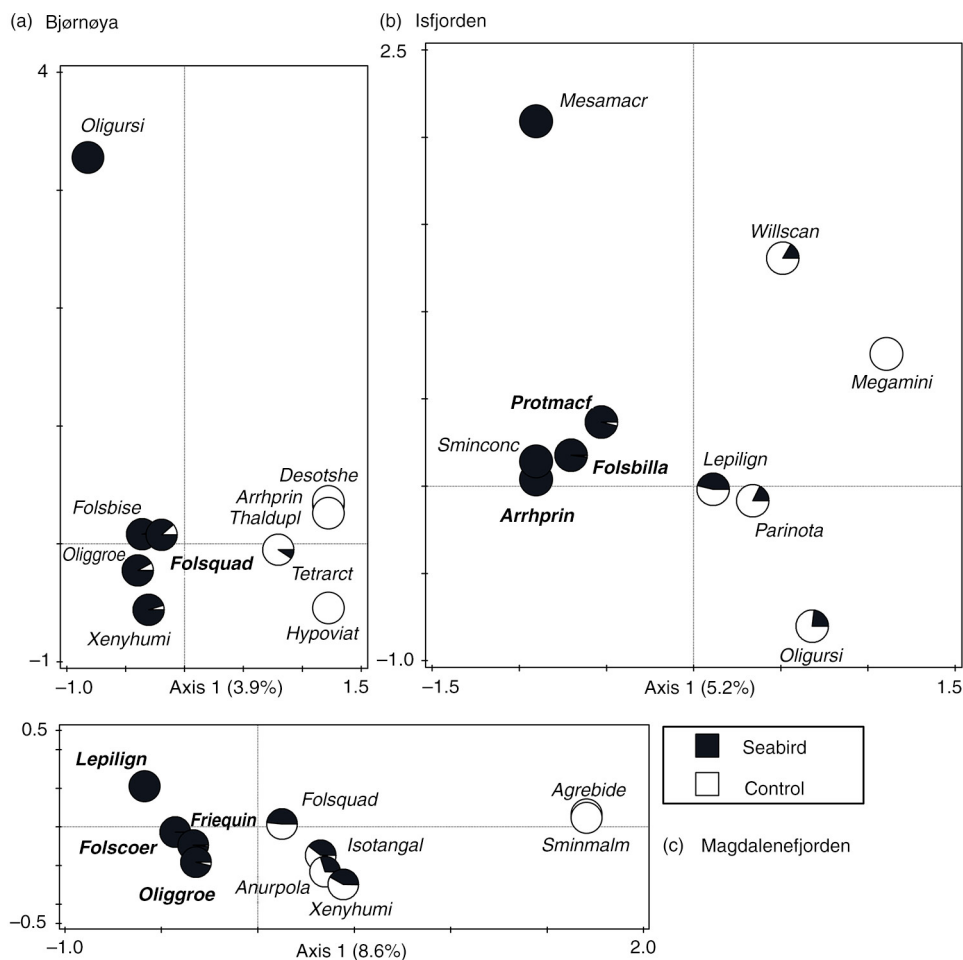 (a) Bjørnøya
4
Oligursi
Desotshe
Arrhprin
Thaldupl
Folsbise
Oliggroe
Folsquad
Tetrarct
Xenyhumi
Hypoviat
–1
–1.0
Axis 1 (3.9%)
1.5
(b) Isfjorden
2.5
Mesamacr
Willscan
Megamini
Protmacf
Sminconc
Folsbilla
Lepilign
Arrhprin
Parinota
Oligursi
–1.0
–1.5
Axis 1 (5.2%)
1.5
0.5
Lepilign
Folsquad
Friequin
Folscoer
Isotangal
Agrebide
Sminmalm
Anurpola
Oliggroe
Xenyhumi
–0.5
–1.0
Axis 1 (8.6%)
2.0
Seabird
Control
(c) Magdalenefjorden